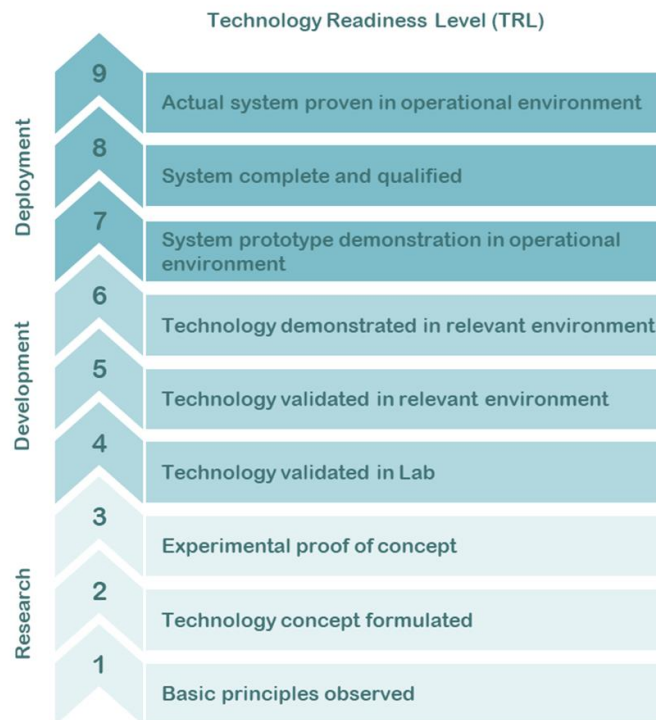 Technology Readiness Level (TRL)
Deployment
9
Actual system proven in operational environment
8
System complete and qualified
7
System prototype demonstration in operational
environment
Development
6
Technology demonstrated in relevant environment
5
Technology validated in relevant environment
4
Technology validated in Lab
Research
3
Experimental proof of concept
2
Technology concept formulated
1
Basic principles observed